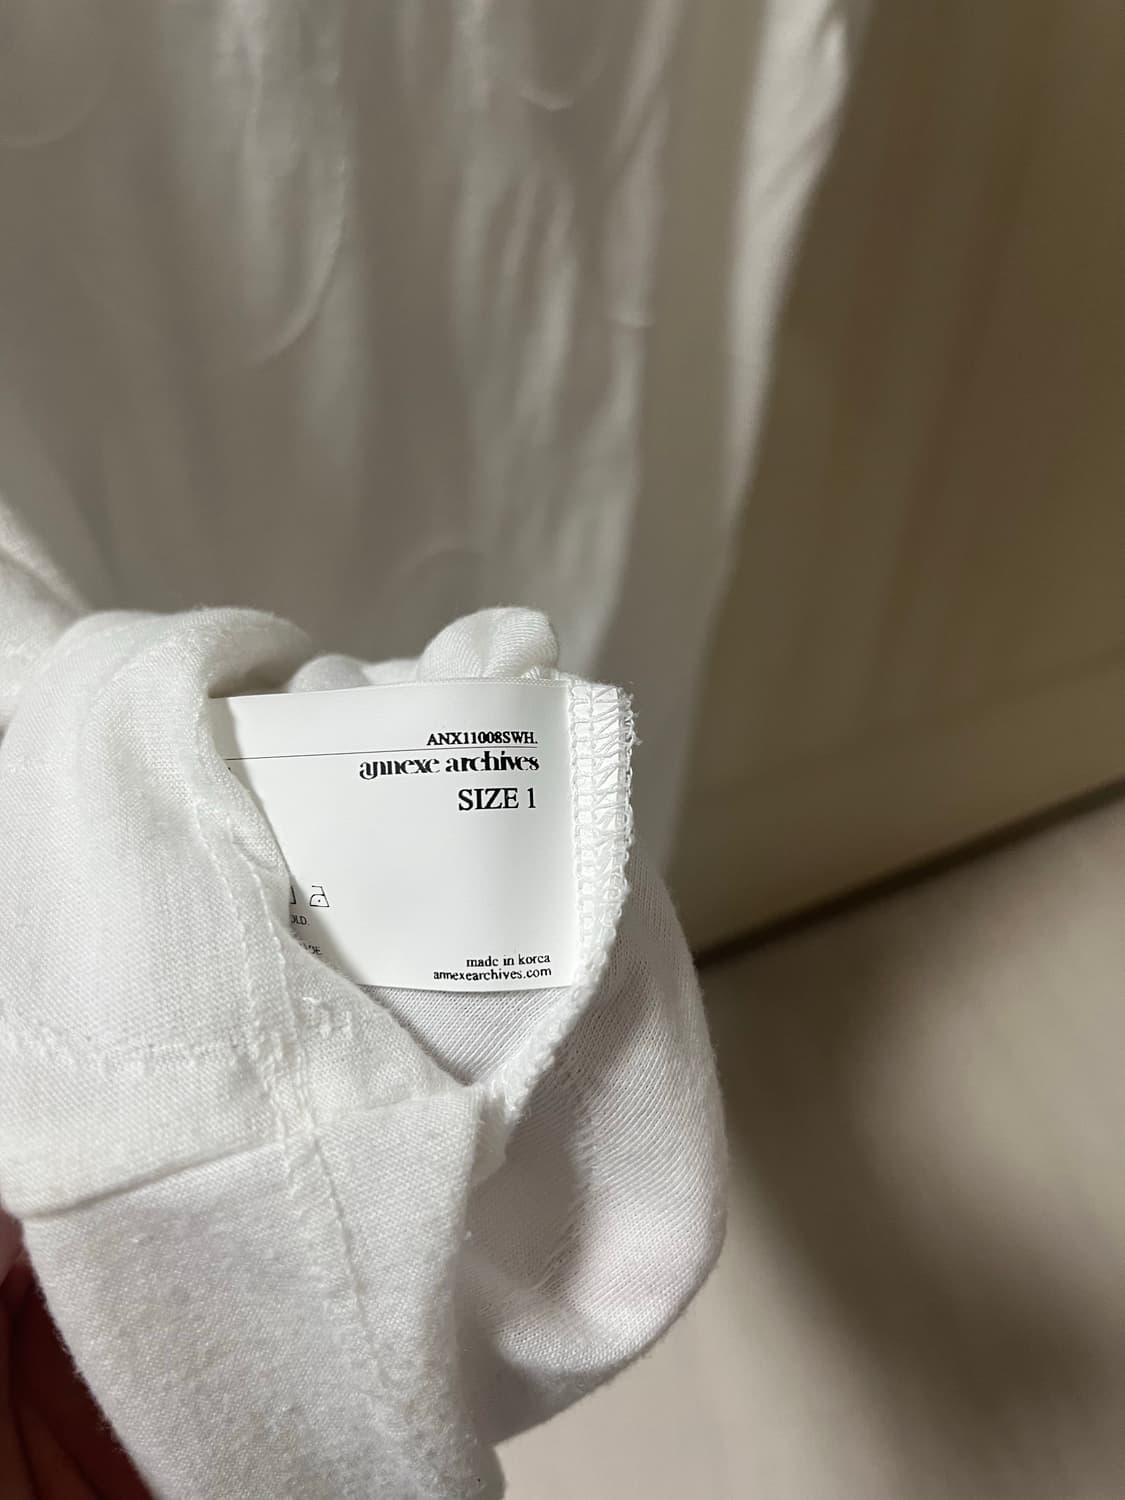 ANX11008SWH.
annexe archives
SIZE 1
made in korea
annexearchives.com